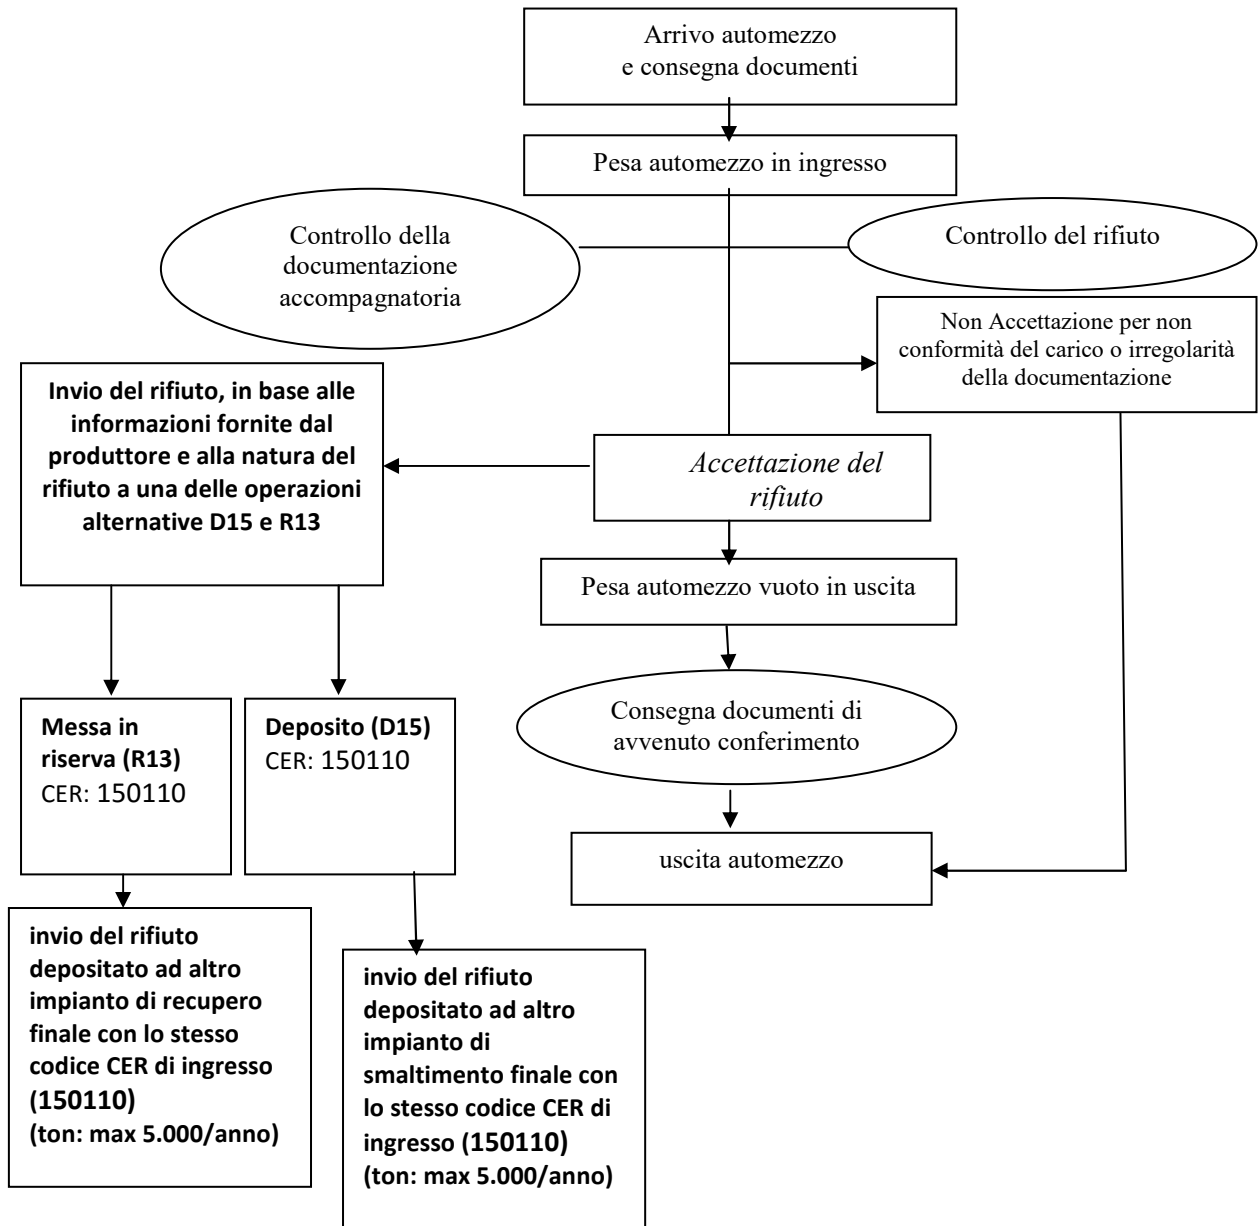 Arrivo automezzo
e consegna documenti
Pesa automezzo in ingresso
Controllo della
documentazione
accompagnatoria
Controllo del rifiuto
Non Accettazione per non
conformità del carico o irregolarità
della documentazione
Invio del rifiuto, in base alle
informazioni fornite dal
produttore e alla natura del
rifiuto a una delle operazioni
alternative D15 e R13
Accettazione del
rifiuto
Pesa automezzo vuoto in uscita
Messa in
riserva (R13)
CER: 150110
Deposito (D15)
CER: 150110
Consegna documenti di
avvenuto conferimento
uscita automezzo
invio del rifiuto
depositato ad altro
impianto di recupero
finale con lo stesso
codice CER di ingresso
(150110)
(ton: max 5.000/anno)
invio del rifiuto
depositato ad altro
impianto di
smaltimento finale con
lo stesso codice CER di
ingresso (150110)
(ton: max 5.000/anno)